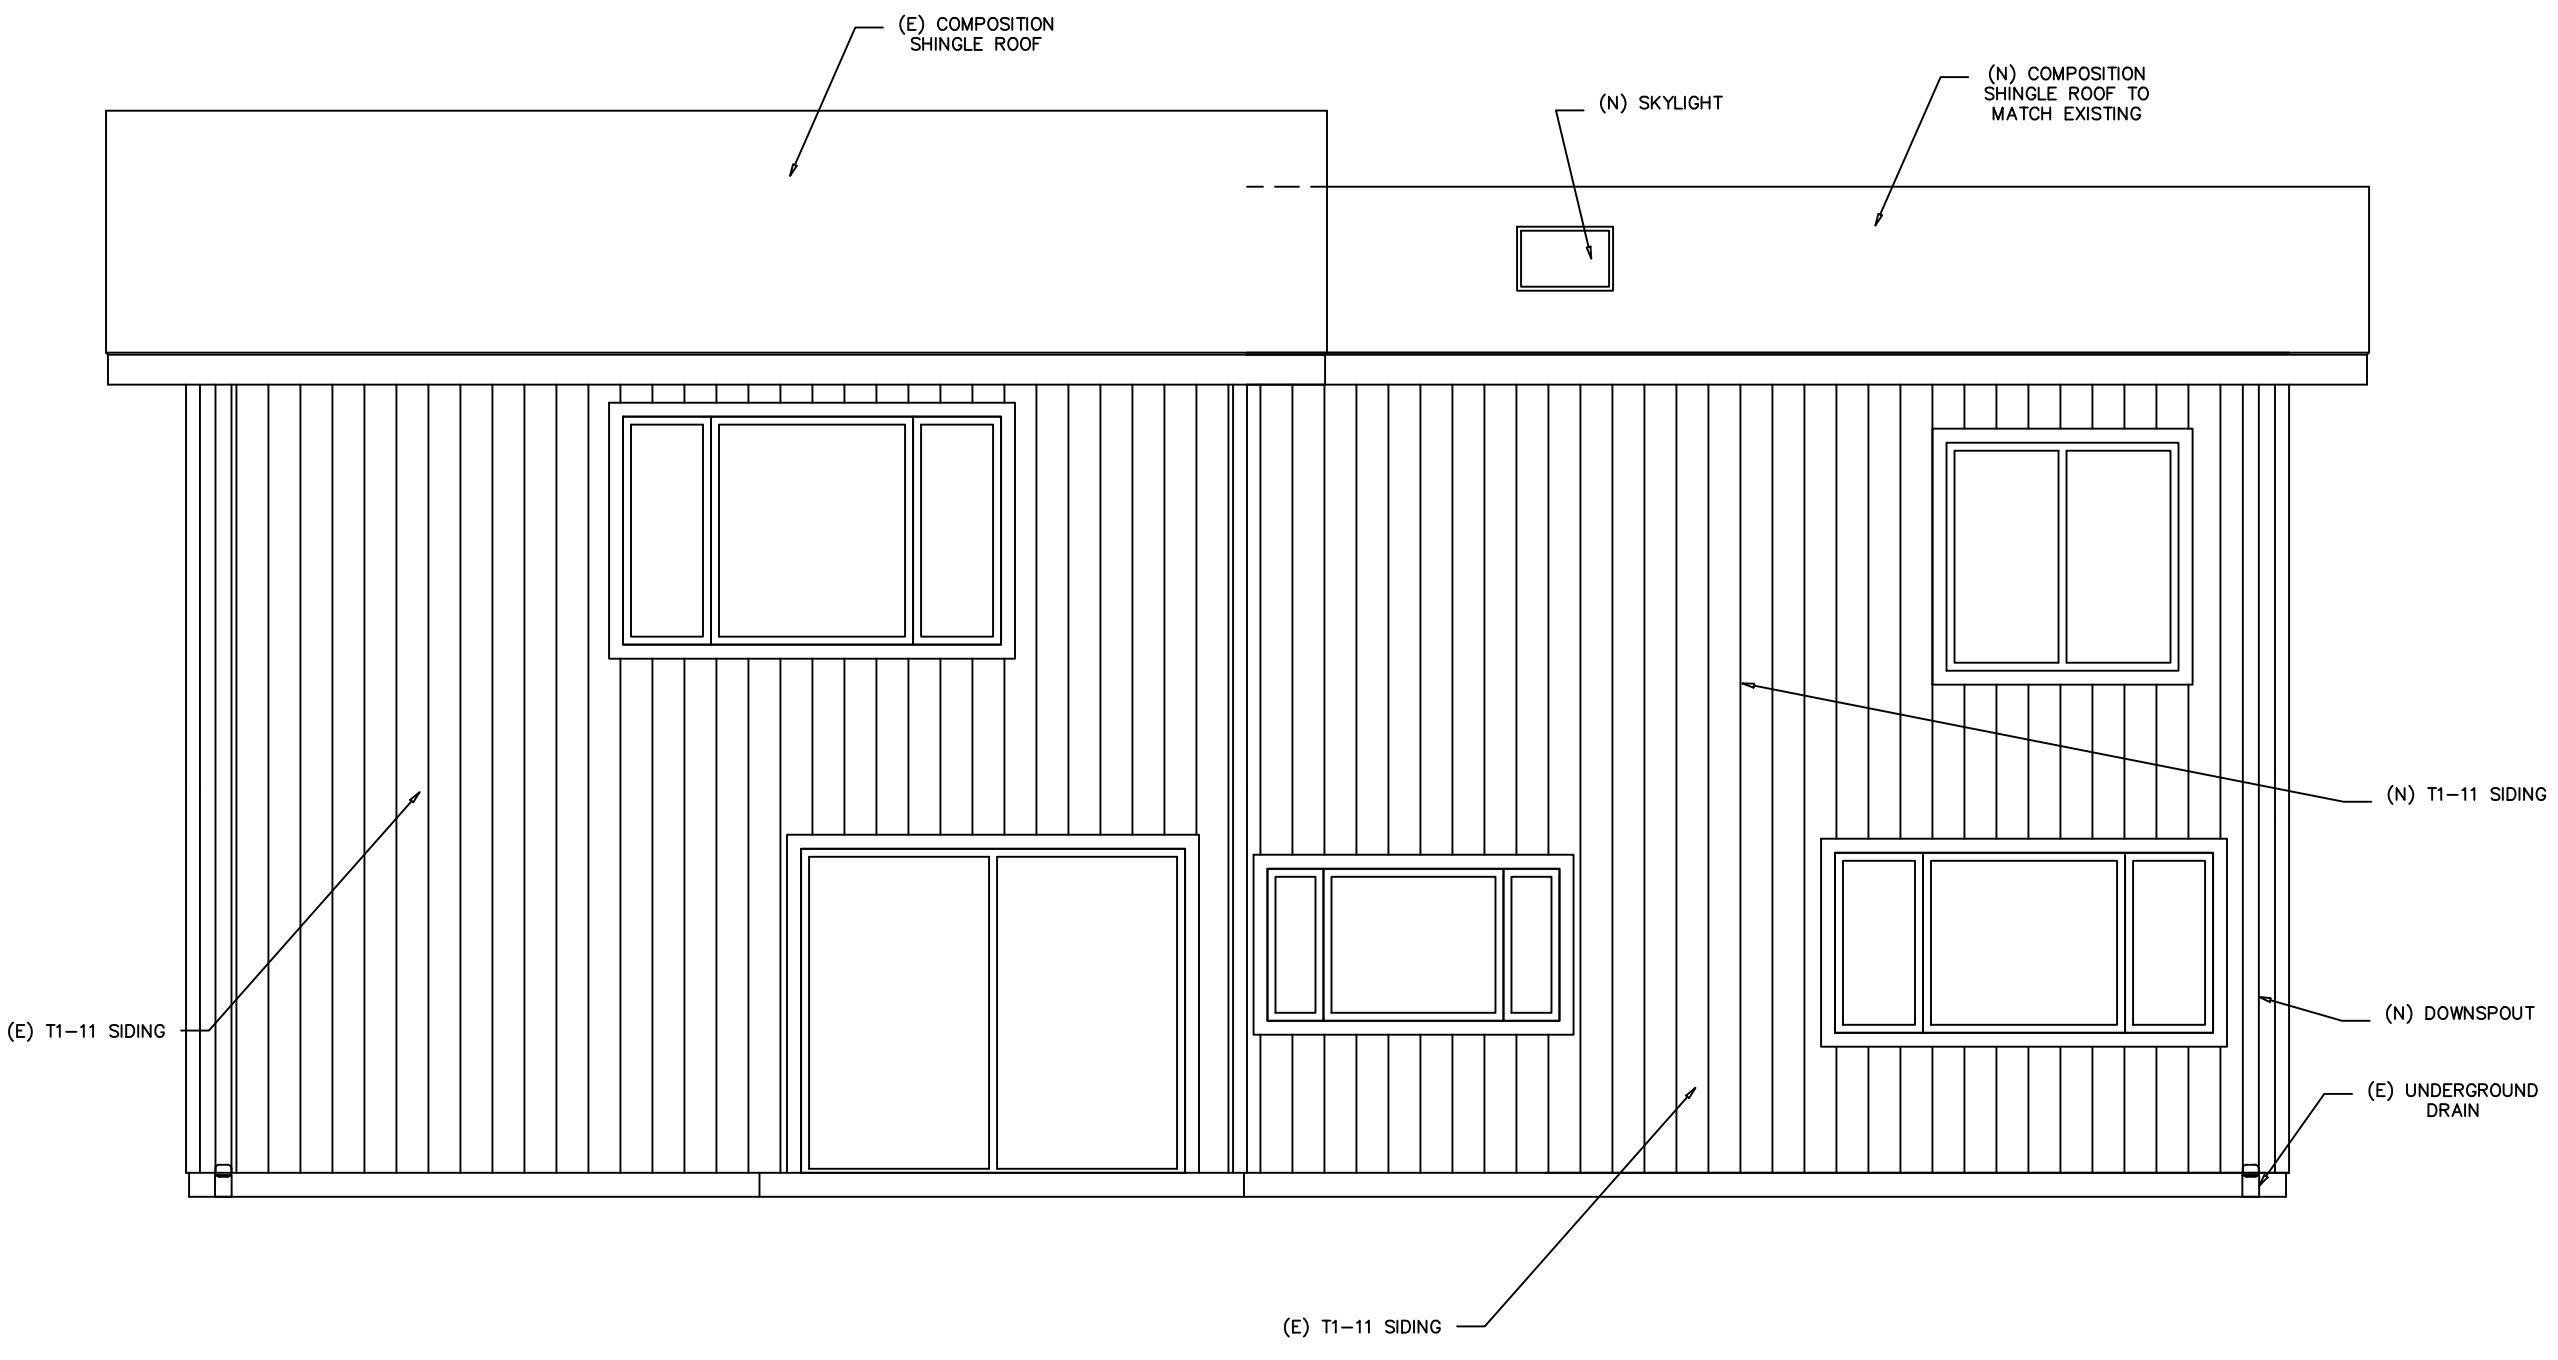 (E) COMPOSITION
SHINGLE ROOF
(N) SKYLIGHT
(N) COMPOSITION
SHINGLE ROOF TO
MATCH EXISTING
(N) T1-11 SIDING
(E) T1-11 SIDING
(N) DOWNSPOUT
(E) UNDERGROUND
DRAIN
(E) T1-11 SIDING